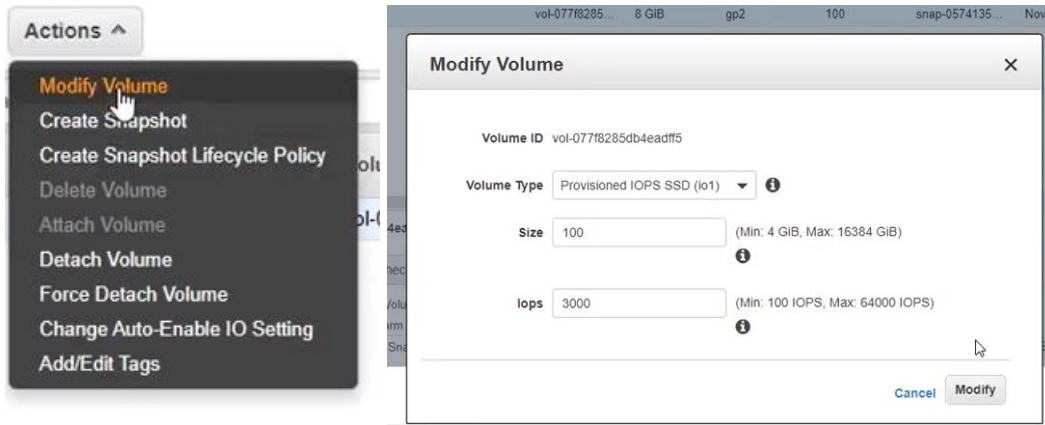 Actions
Modify Volume
Create Snapshot
Create Snapshot Lifecycle Policy
Delete Volume
Attach Volume
Detach Volume
Force Detach Volume
Change Auto-Enable IO Setting
Add/Edit Tags
vol-077f8285... 8 GiB gp2 100 snap-0574135... Nov
Modify Volume
Volume ID vol-077f8285db4eadff5
Volume Type Provisioned IOPS SSD (io1)
Size 100 (Min: 4 GiB, Max: 16384 GiB)
Iops 3000 (Min: 100 IOPS, Max: 64000 IOPS)
Cancel Modify